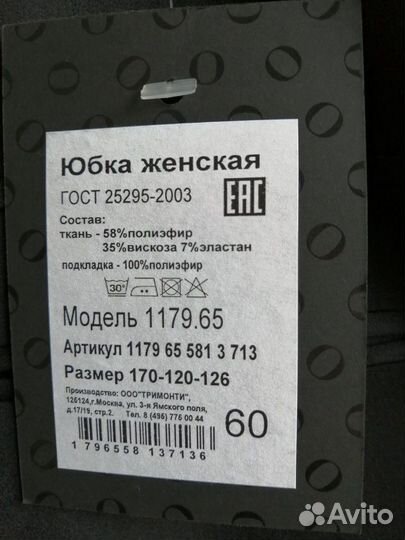 Юбка женская
ГОСТ 25295-2003
EAC
Состав:
ткань - 58%полиэфир
35%вискоза 7%эластан
подкладка - 100%полиэфир
30°
Модель 1179.65
Артикул 1179 65 581 3 713
Размер 170-120-126
Производство: ООО"ТРИМОНТИ",
125124,г.Москва, ул. 3-я Ямского поля,
д.17/19, стр.2. Тел. 8 (495) 775 00 44
60
1 796558 137136
Avito